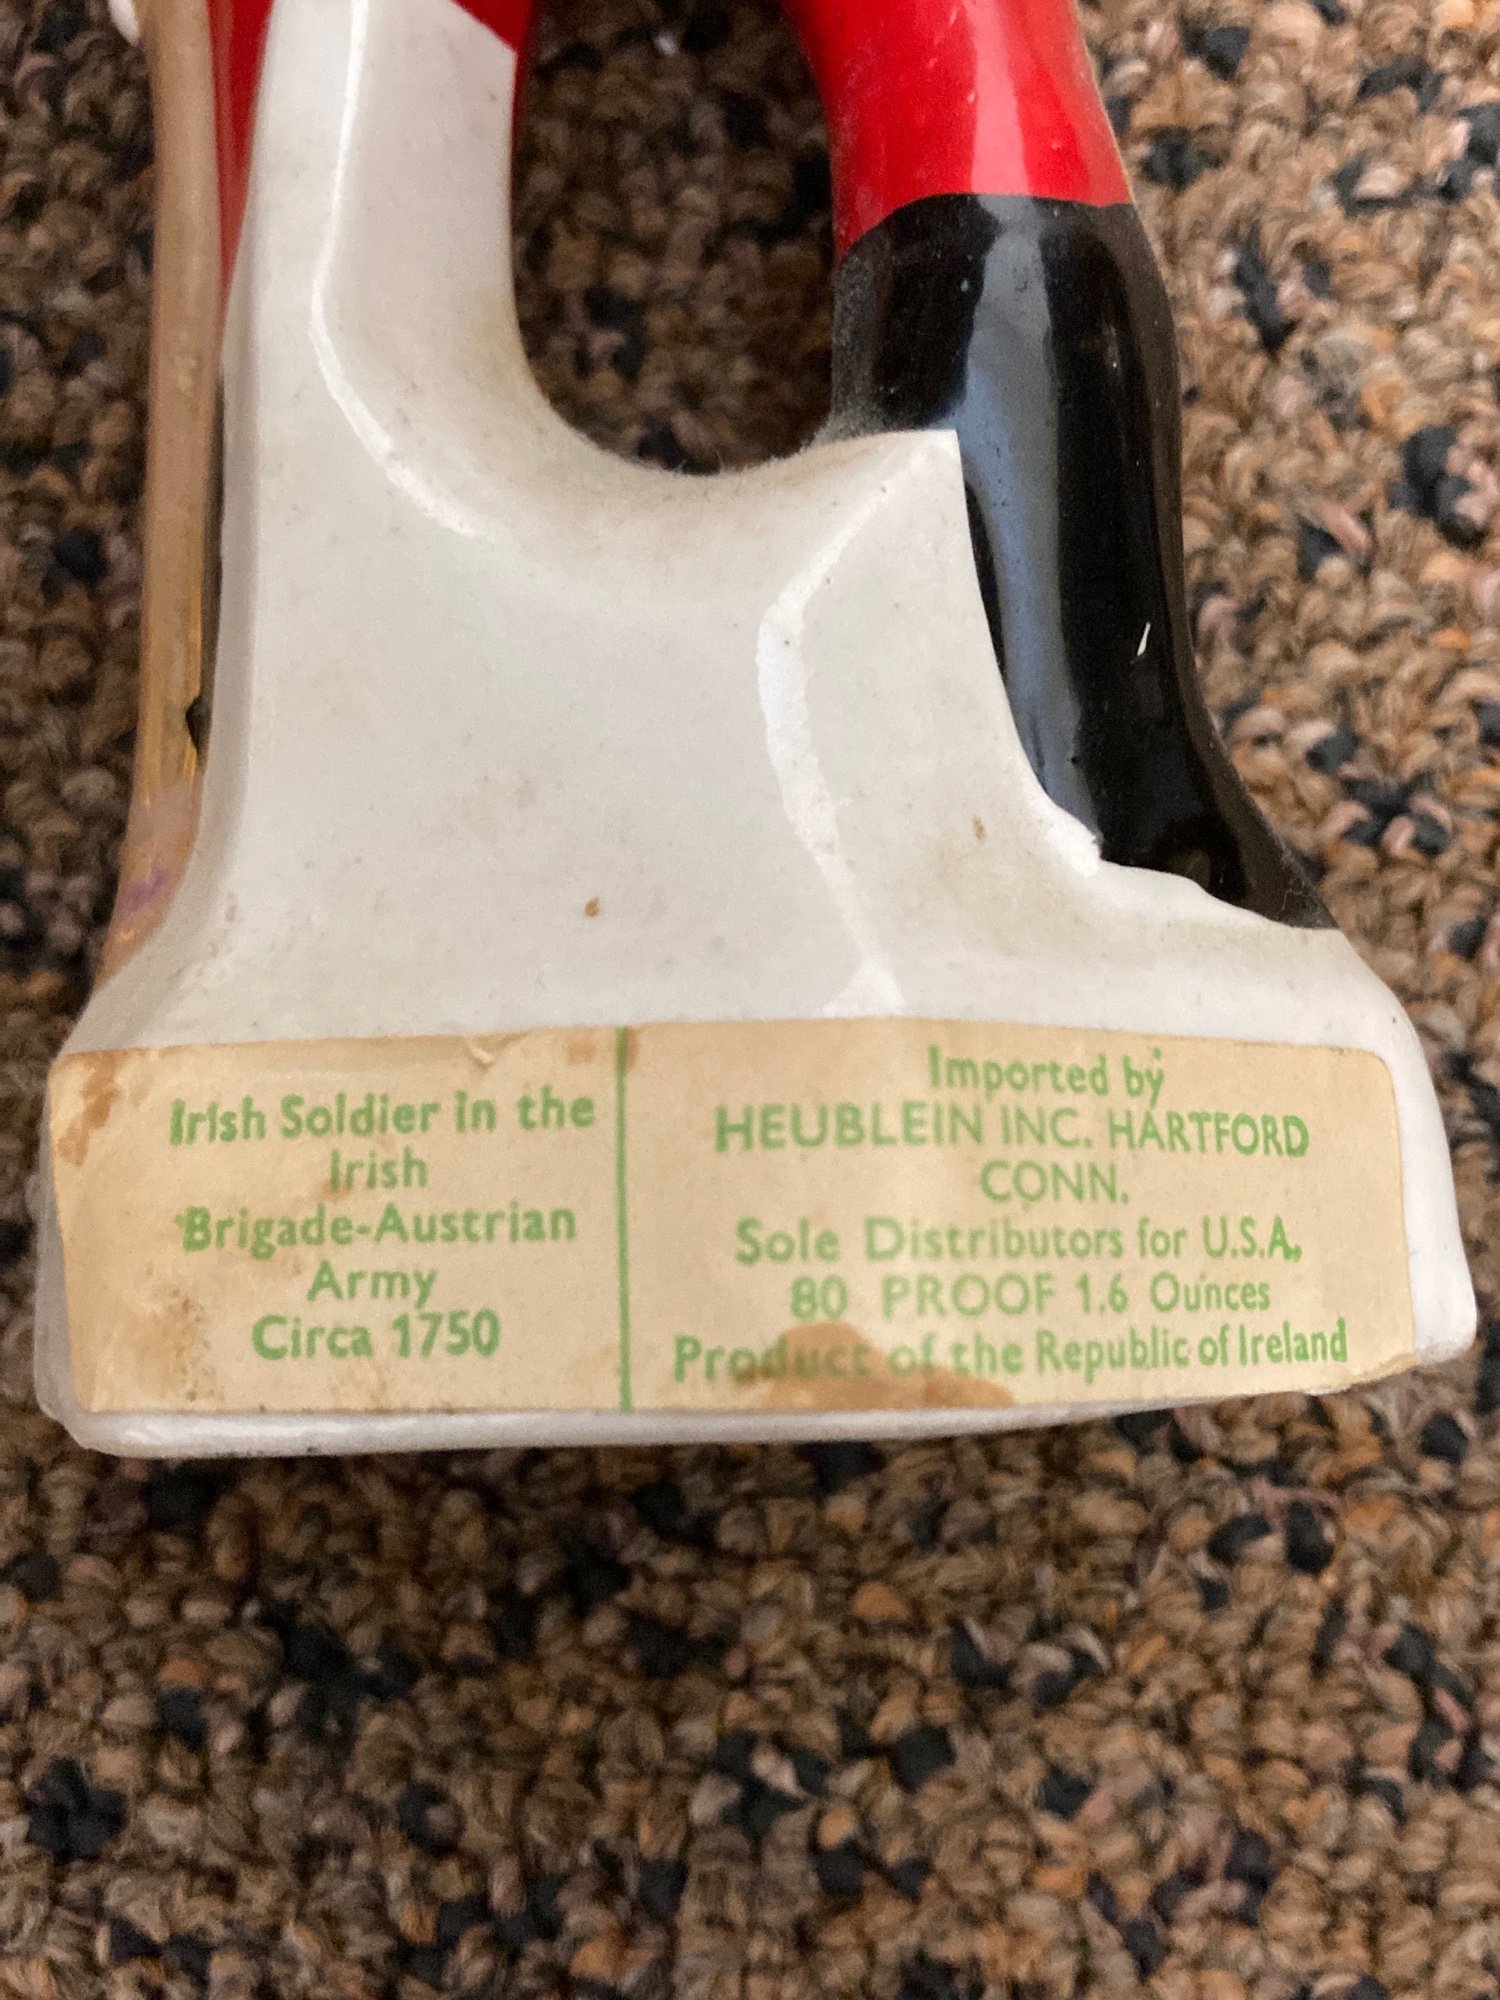 Irish Soldier in the
Irish
Brigade-Austrian
Army
Circa 1750
Imported by
HEUBLEIN INC. HARTFORD
CONN.
Sole Distributors for U.S.A.
80 PROOF 1.6 Ounces
Product of the Republic of Ireland